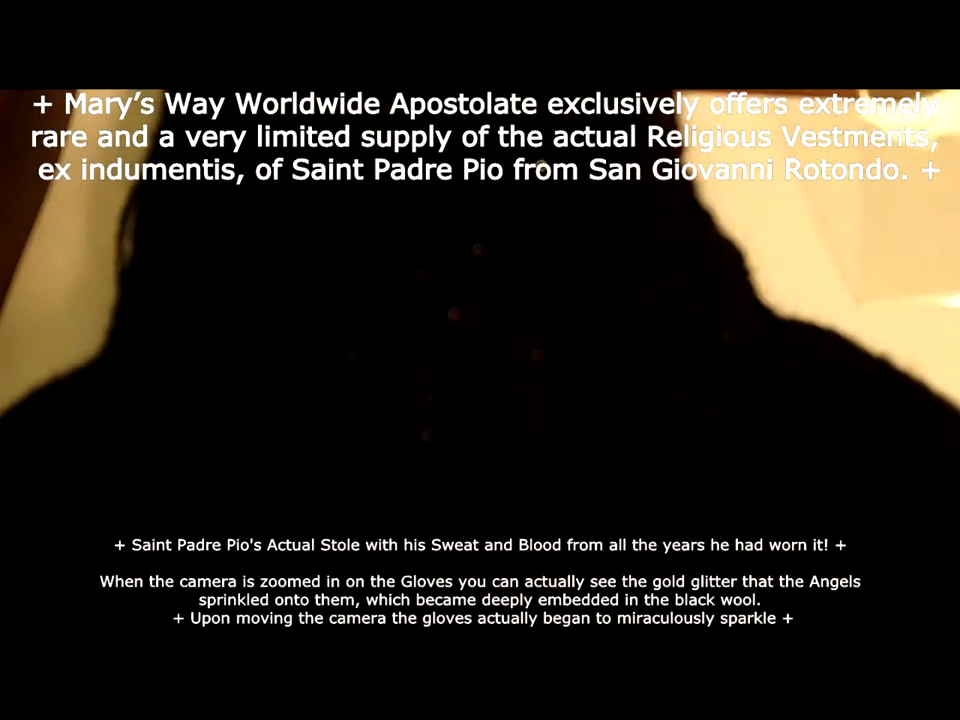 + Mary’s Way Worldwide Apostolate exclusively offers extremely
rare and a very limited supply of the actual Religious Vestments,
ex indumentis, of Saint Padre Pio from San Giovanni Rotondo. +
+ Saint Padre Pio's Actual Stole with his Sweat and Blood from all the years he had worn it! +
When the camera is zoomed in on the Gloves you can actually see the gold glitter that the Angels
sprinkled onto them, which became deeply embedded in the black wool.
+ Upon moving the camera the gloves actually began to miraculously sparkle +